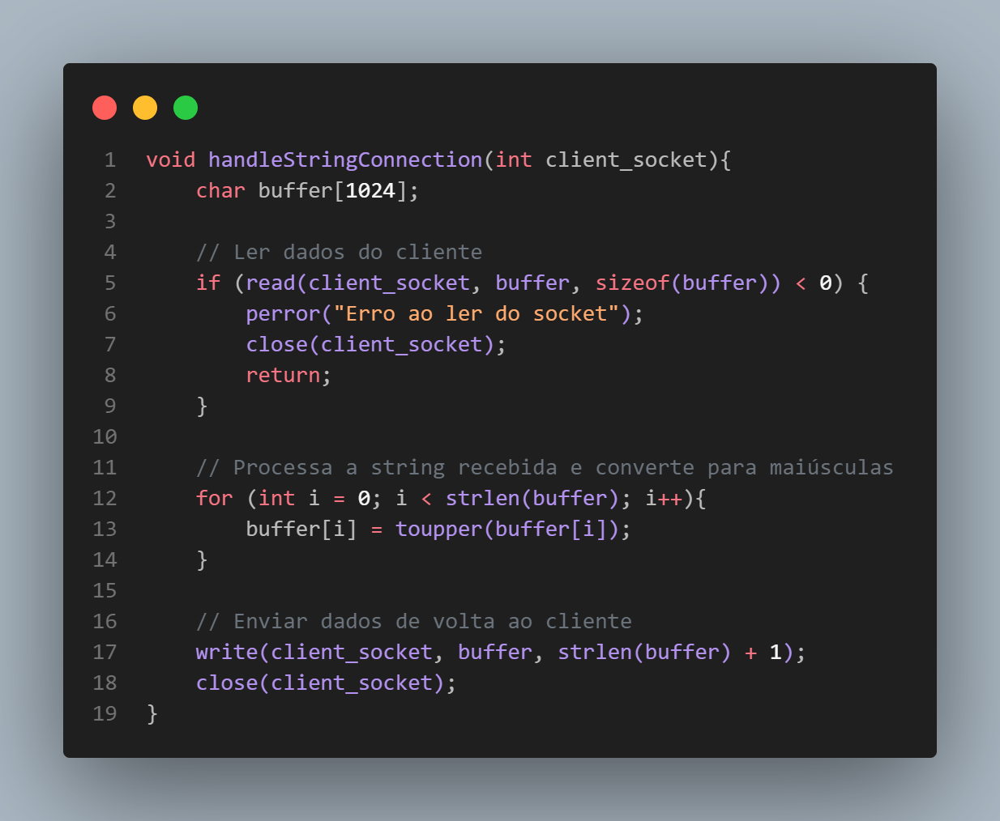 1 void handleStringConnection(int client_socket){
2     char buffer[1024];
3
4     // Ler dados do cliente
5     if (read(client_socket, buffer, sizeof(buffer)) < 0) {
6         perror("Erro ao ler do socket");
7         close(client_socket);
8         return;
9     }
10
11     // Processa a string recebida e converte para maiúsculas
12     for (int i = 0; i < strlen(buffer); i++){
13         buffer[i] = toupper(buffer[i]);
14     }
15
16     // Enviar dados de volta ao cliente
17     write(client_socket, buffer, strlen(buffer) + 1);
18     close(client_socket);
19 }